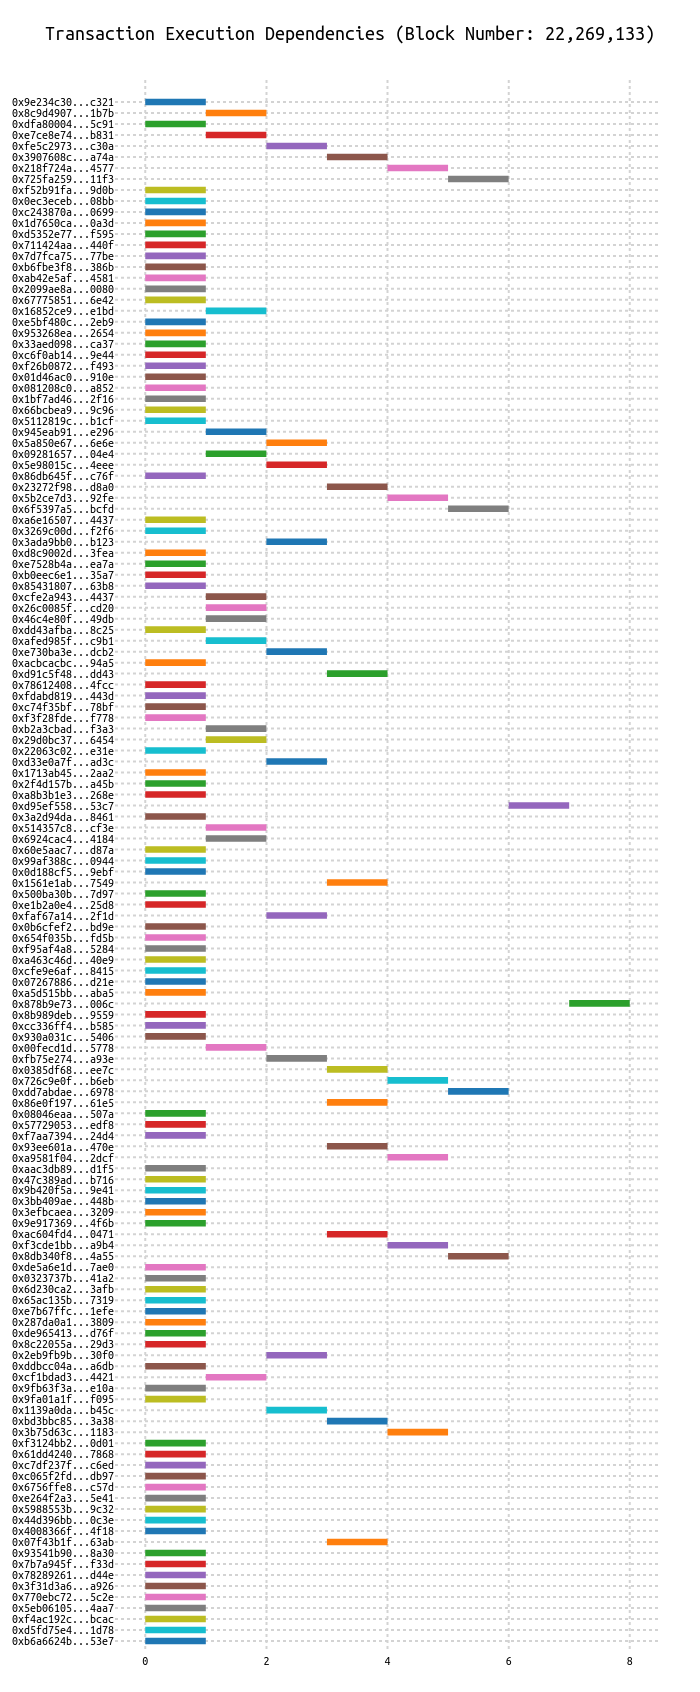 Transaction Execution Dependencies (Block Number: 22,269,133)
0x9e234c30...c321
0x8c9d4907...1b7b
0xdfa80004...5c91
0xe7ce8e74...b831
0xfe5c2973...c30a
0x3907608c...a74a
0x218f724a...4577
0x725fa259...11f3
0xf52b91fa...9d0b
0x0ec3eceb...08bb
0xc243870a...0699
0x1d7650ca...0a3d
0xd5352e77...f595
0x711424aa...440f
0x7d7fca75...77be
0xb6fbe3f8...386b
0xab42e5af...4581
0x2099ae8a...0080
0x67775851...6e42
0x16852ce9...e1bd
0xe5bf480c...2eb9
0x953268ea...2654
0x33aed098...ca37
0xc6f0ab14...9e44
0xf26b0872...f493
0x01d46ac0...910e
0x081208c0...a852
0x1bf7ad46...2f16
0x66bcbea9...9c96
0x5112819c...b1cf
0x945eab91...e296
0x5a850e67...6e6e
0x09281657...04e4
0x5e98015c...4eee
0x86db645f...c76f
0x23272f98...d8a0
0x5b2ce7d3...92fe
0x6f5397a5...bcfd
0xa6e16507...4437
0x3269c00d...f2f6
0x3ada9bb0...b123
0xd8c9002d...3fea
0xe7528b4a...ea7a
0xb0eec6e1...35a7
0x85431807...63b8
0xcfe2a943...4437
0x26c0085f...cd20
0x46c4e80f...49db
0xdd43afba...8c25
0xafed985f...c9b1
0xe730ba3e...dcb2
0xacbcacbc...94a5
0xd91c5f48...dd43
0x78612408...4fcc
0xfdabd819...443d
0xc74f35bf...78bf
0xf3f28fde...f778
0xb2a3cbad...f3a3
0x29d0bc37...6454
0x22063c02...e31e
0xd33e0a7f...ad3c
0x1713ab45...2aa2
0x2f4d157b...a45b
0xa8b3b1e3...268e
0xd95ef558...53c7
0x3a2d94da...8461
0x514357c8...cf3e
0x6924cac4...4184
0x60e5aac7...d87a
0x99af388c...0944
0x0d188cf5...9ebf
0x1561e1ab...7549
0x500ba30b...7d97
0xe1b2a0e4...25d8
0xfaf67a14...2f1d
0x0b6cfef2...bd9e
0x654f035b...fd5b
0xf95af4a8...5284
0xa463c46d...40e9
0xcfe9e6af...8415
0x07267886...d21e
0xa5d515bb...aba5
0x878b9e73...006c
0x8b989deb...9559
0xcc336ff4...b585
0x930a031c...5406
0x00fecd1d...5778
0xfb75e274...a93e
0x0385df68...ee7c
0x726c9e0f...b6eb
0xdd7abdae...6978
0x86e0f197...61e5
0x08046eaa...507a
0x57729053...edf8
0xf7aa7394...24d4
0x93ee601a...470e
0xa9581f04...2dcf
0xaac3db89...d1f5
0x47c389ad...b716
0x9b420f5a...9e41
0x3bb409ae...448b
0x3efbcaea...3209
0x9e917369...4f6b
0xac604fd4...0471
0xf3cde1bb...a9b4
0x8db340f8...4a55
0xde5a6e1d...7ae0
0x0323737b...41a2
0x6d230ca2...3afb
0x65ac135b...7319
0xe7b67ffc...1efe
0x287da0a1...3809
0xde965413...d76f
0x8c22055a...29d3
0x2eb9fb9b...30f0
0xddbcc04a...a6db
0xcf1bdad3...4421
0x9fb63f3a...e10a
0x9fa01a1f...f095
0x1139a0da...b45c
0xbd3bbc85...3a38
0x3b75d63c...1183
0xf3124bb2...0d01
0x61dd4240...7868
0xc7df237f...c6ed
0xc065f2fd...db97
0x6756ffe8...c57d
0xe264f2a3...5e41
0x5988553b...9c32
0x44d396bb...0c3e
0x4008366f...4f18
0x07f43b1f...63ab
0x93541b90...8a30
0x7b7a945f...f33d
0x78289261...d44e
0x3f31d3a6...a926
0x770ebc72...5c2e
0x5eb06105...4aa7
0xf4ac192c...bcac
0xd5fd75e4...1d78
0xb6a6624b...53e7
0 2 4 6 8